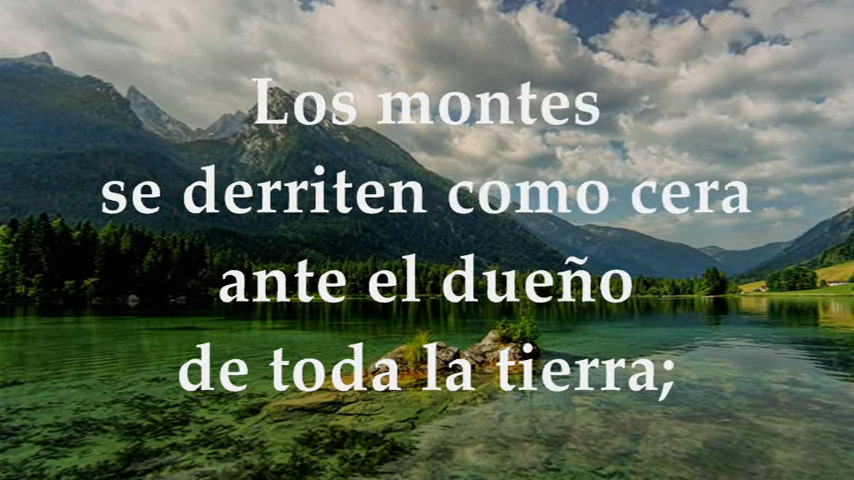 Los montes
se derriten como cera
ante el dueño
de toda la tierra;